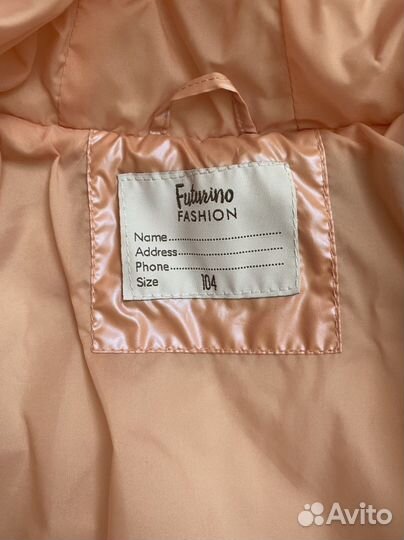 Futurino
FASHION
Name..............................
Address.........................
Phone............................
Size 104
Avito